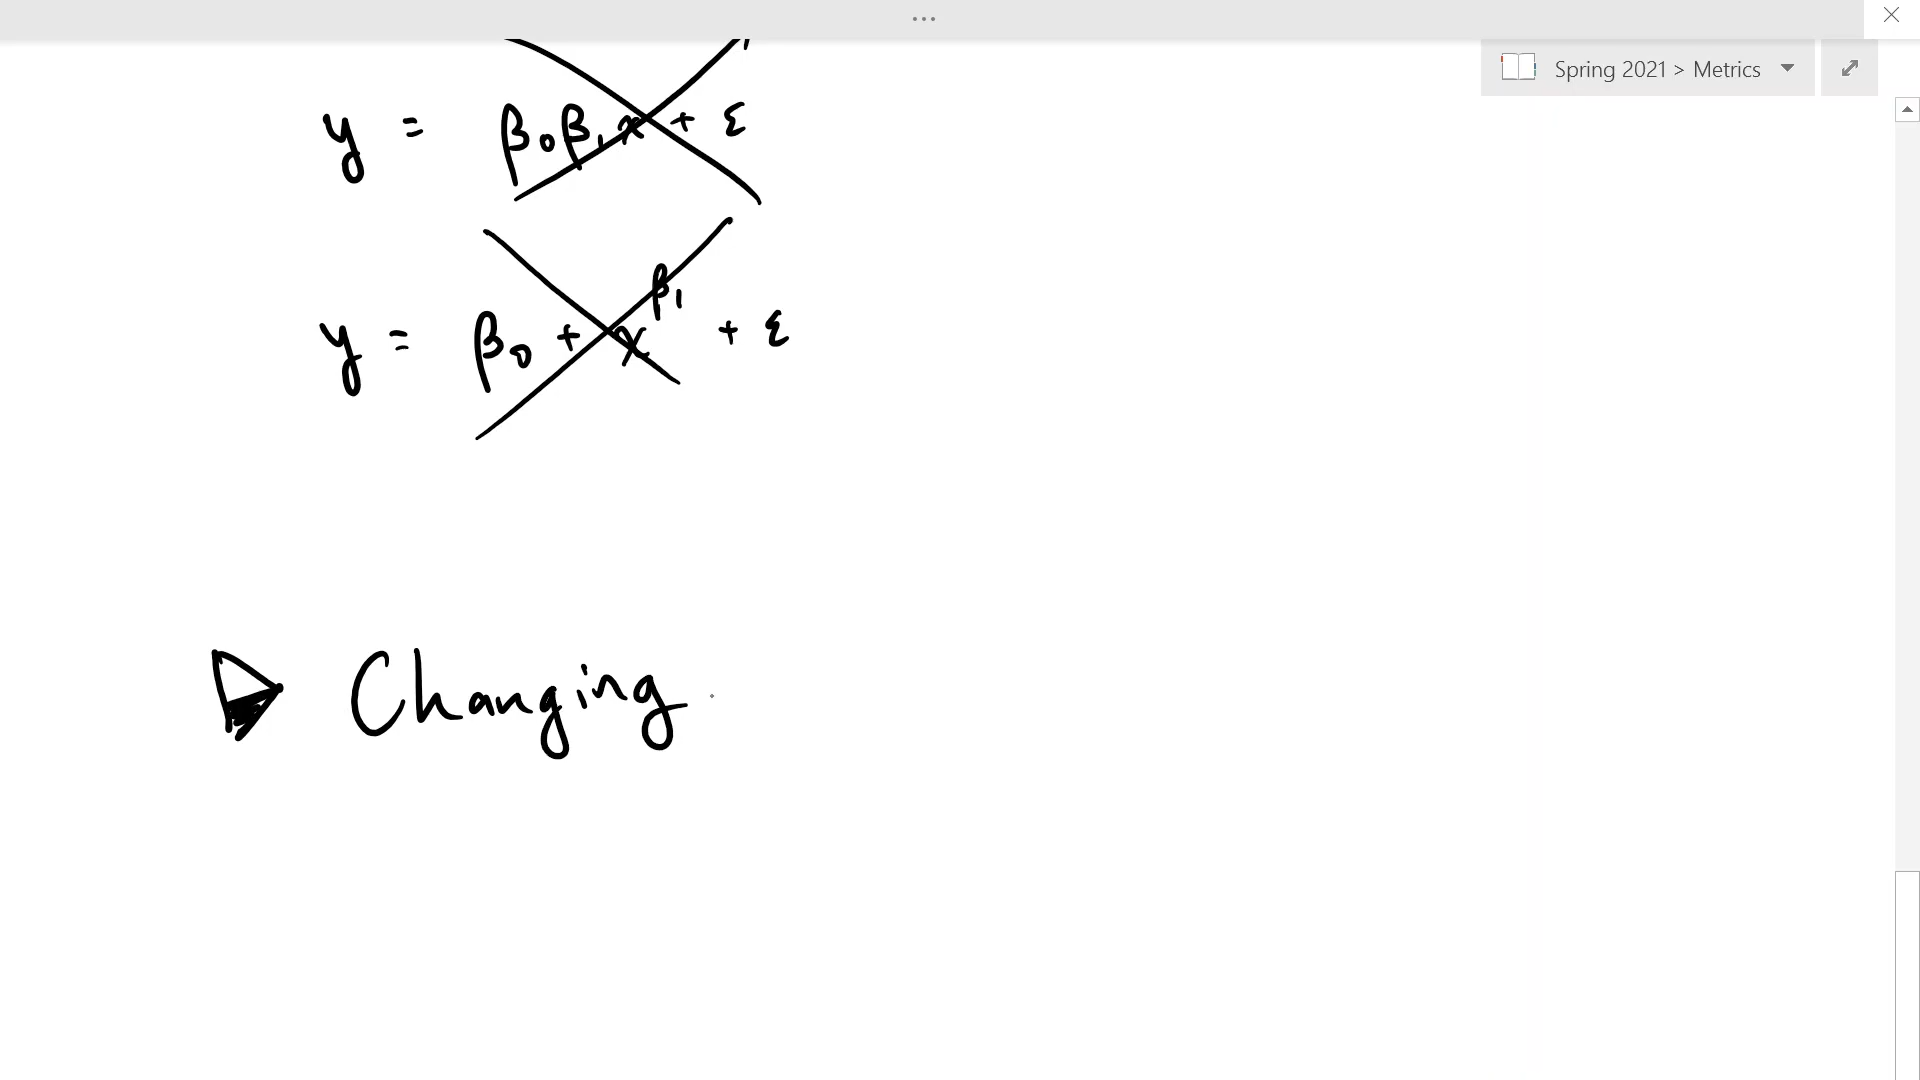 ...
Spring 2021 > Metrics
y = β₀β₁x + ε
y = β₀ + x^β₁ + ε
Changing